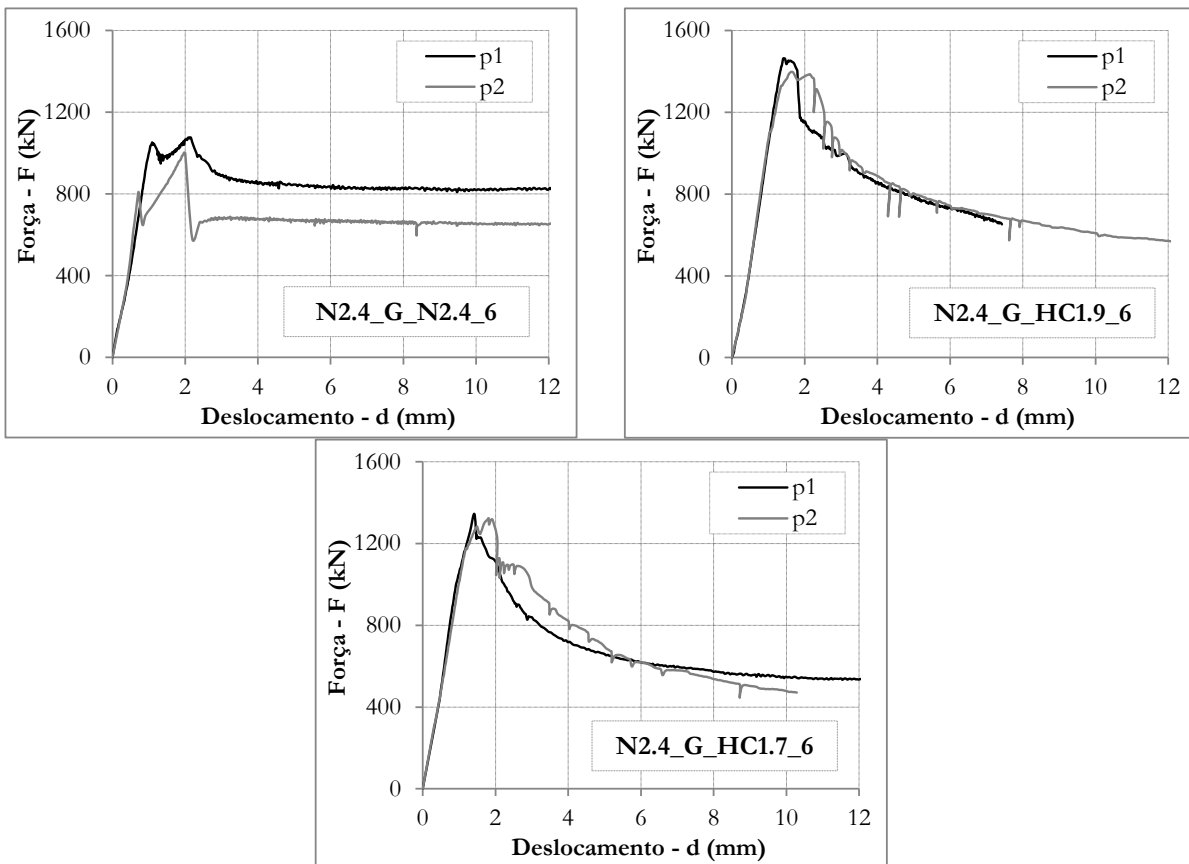 1600
1200
800
400
0
Força - F (kN)
p1
p2
N2.4_G_N2.4_6
0 2 4 6 8 10 12
Deslocamento - d (mm)
1600
1200
800
400
0
Força - F (kN)
p1
p2
N2.4_G_HC1.9_6
0 2 4 6 8 10 12
Deslocamento - d (mm)
1600
1200
800
400
0
Força - F (kN)
p1
p2
N2.4_G_HC1.7_6
0 2 4 6 8 10 12
Deslocamento - d (mm)